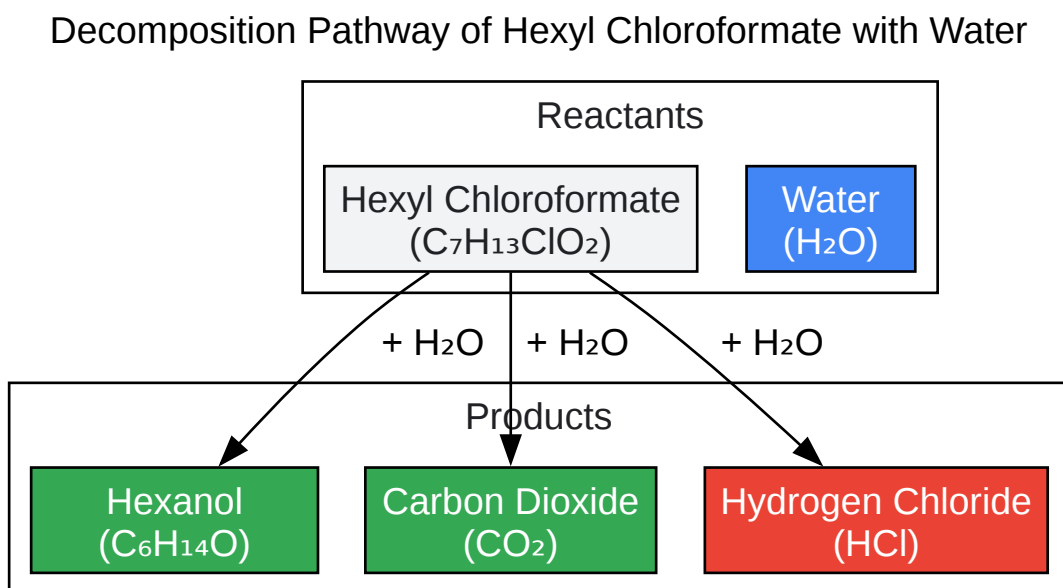 Decomposition Pathway of Hexyl Chloroformate with Water
Reactants
Hexyl Chloroformate
(C₇H₁₃ClO₂)
Water
(H₂O)
+ H₂O
+ H₂O
+ H₂O
Products
Hexanol
(C₆H₁₄O)
Carbon Dioxide
(CO₂)
Hydrogen Chloride
(HCl)